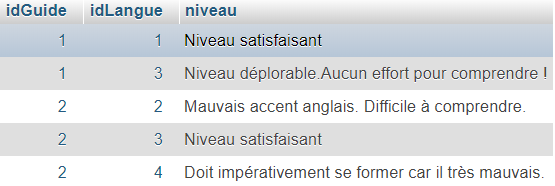 idGuide idLangue niveau
1 1 Niveau satisfaisant
1 3 Niveau déplorable.Aucun effort pour comprendre !
2 2 Mauvais accent anglais. Difficile à comprendre.
2 3 Niveau satisfaisant
2 4 Doit impérativement se former car il très mauvais.